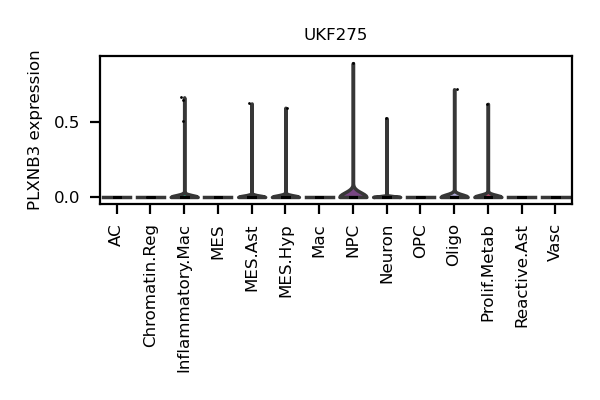 UKF275
PLXNB3 expression
0.5
0.0
AC
Chromatin.Reg
Inflammatory.Mac
MES
MES.Ast
MES.Hyp
Mac
NPC
Neuron
OPC
Oligo
Prolif.Metab
Reactive.Ast
Vasc